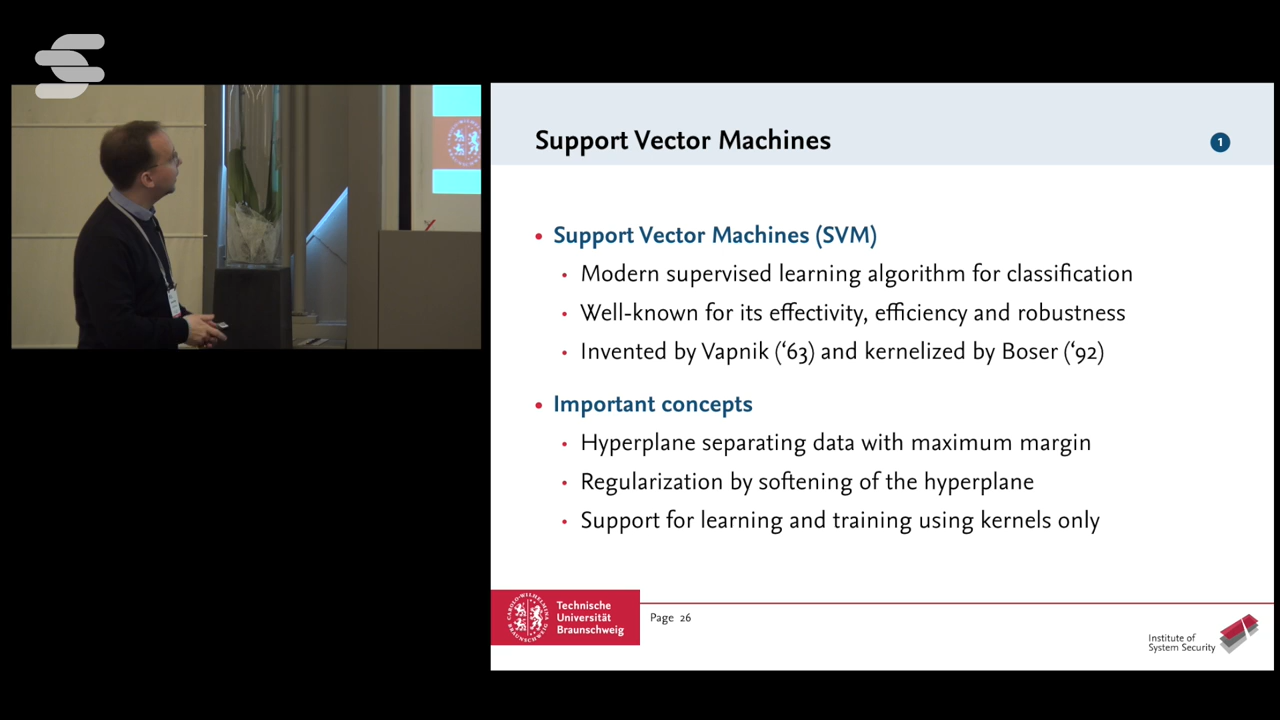 Support Vector Machines
1
• Support Vector Machines (SVM)
• Modern supervised learning algorithm for classification
• Well-known for its effectivity, efficiency and robustness
• Invented by Vapnik (‘63) and kernelized by Boser (‘92)
• Important concepts
• Hyperplane separating data with maximum margin
• Regularization by softening of the hyperplane
• Support for learning and training using kernels only
Technische
Universität
Braunschweig
Page 26
Institute of
System Security